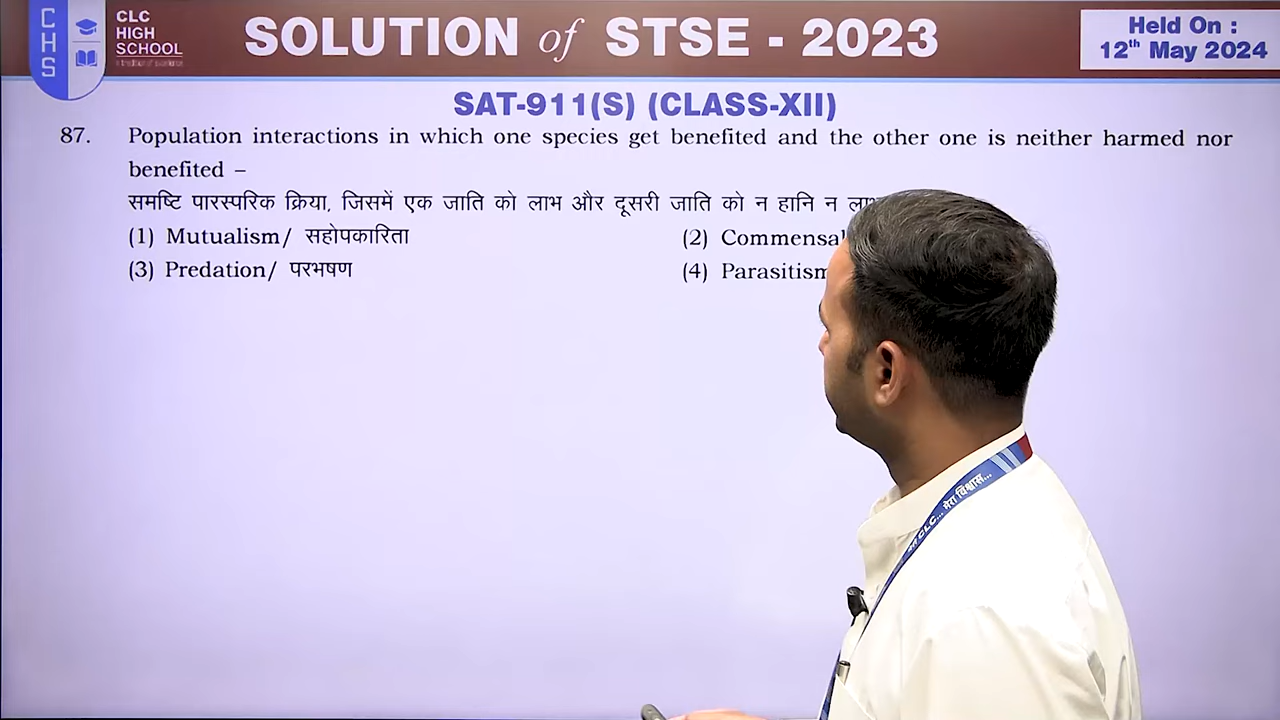 CHS
CLC
HIGH
SCHOOL
SOLUTION of STSE - 2023
Held On :
12th May 2024
SAT-911(S) (CLASS-XII)
87. Population interactions in which one species get benefited and the other one is neither harmed nor
benefited –
समष्टि पारस्परिक क्रिया, जिसमें एक जाति को लाभ और दूसरी जाति को न हानि न
(1) Mutualism/ सहोपकारिता (2)
(3) Predation/ परभषण (4)
CLC... मेरा विश्वास...